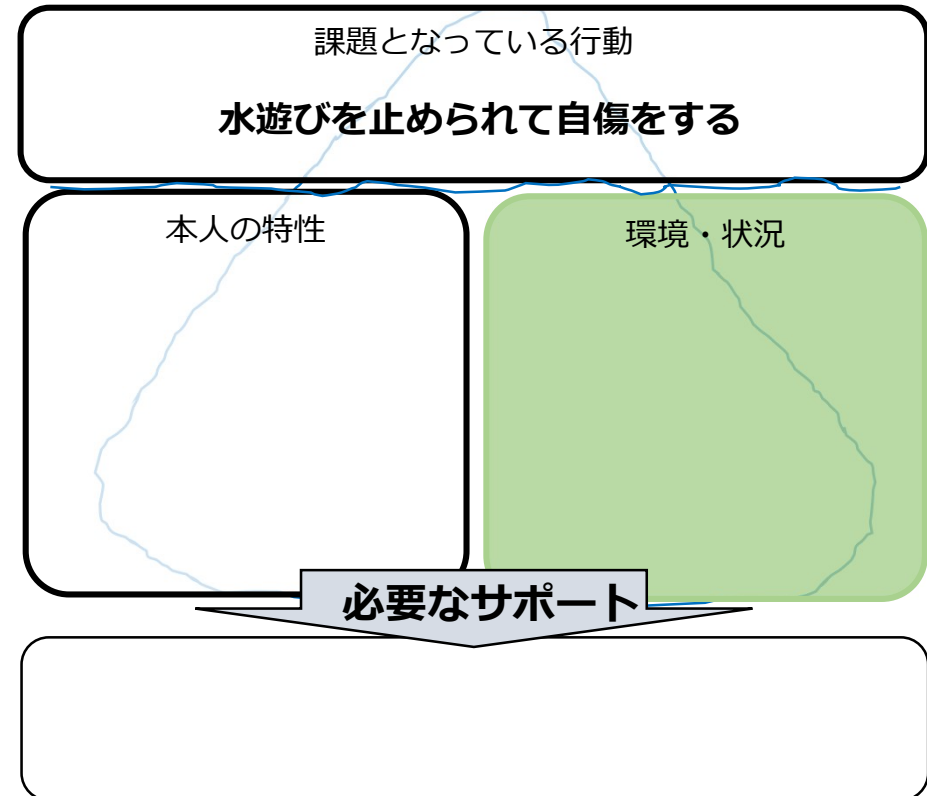 課題となっている行動
水遊びを止められて自傷をする
本人の特性
環境・状況
必要なサポート